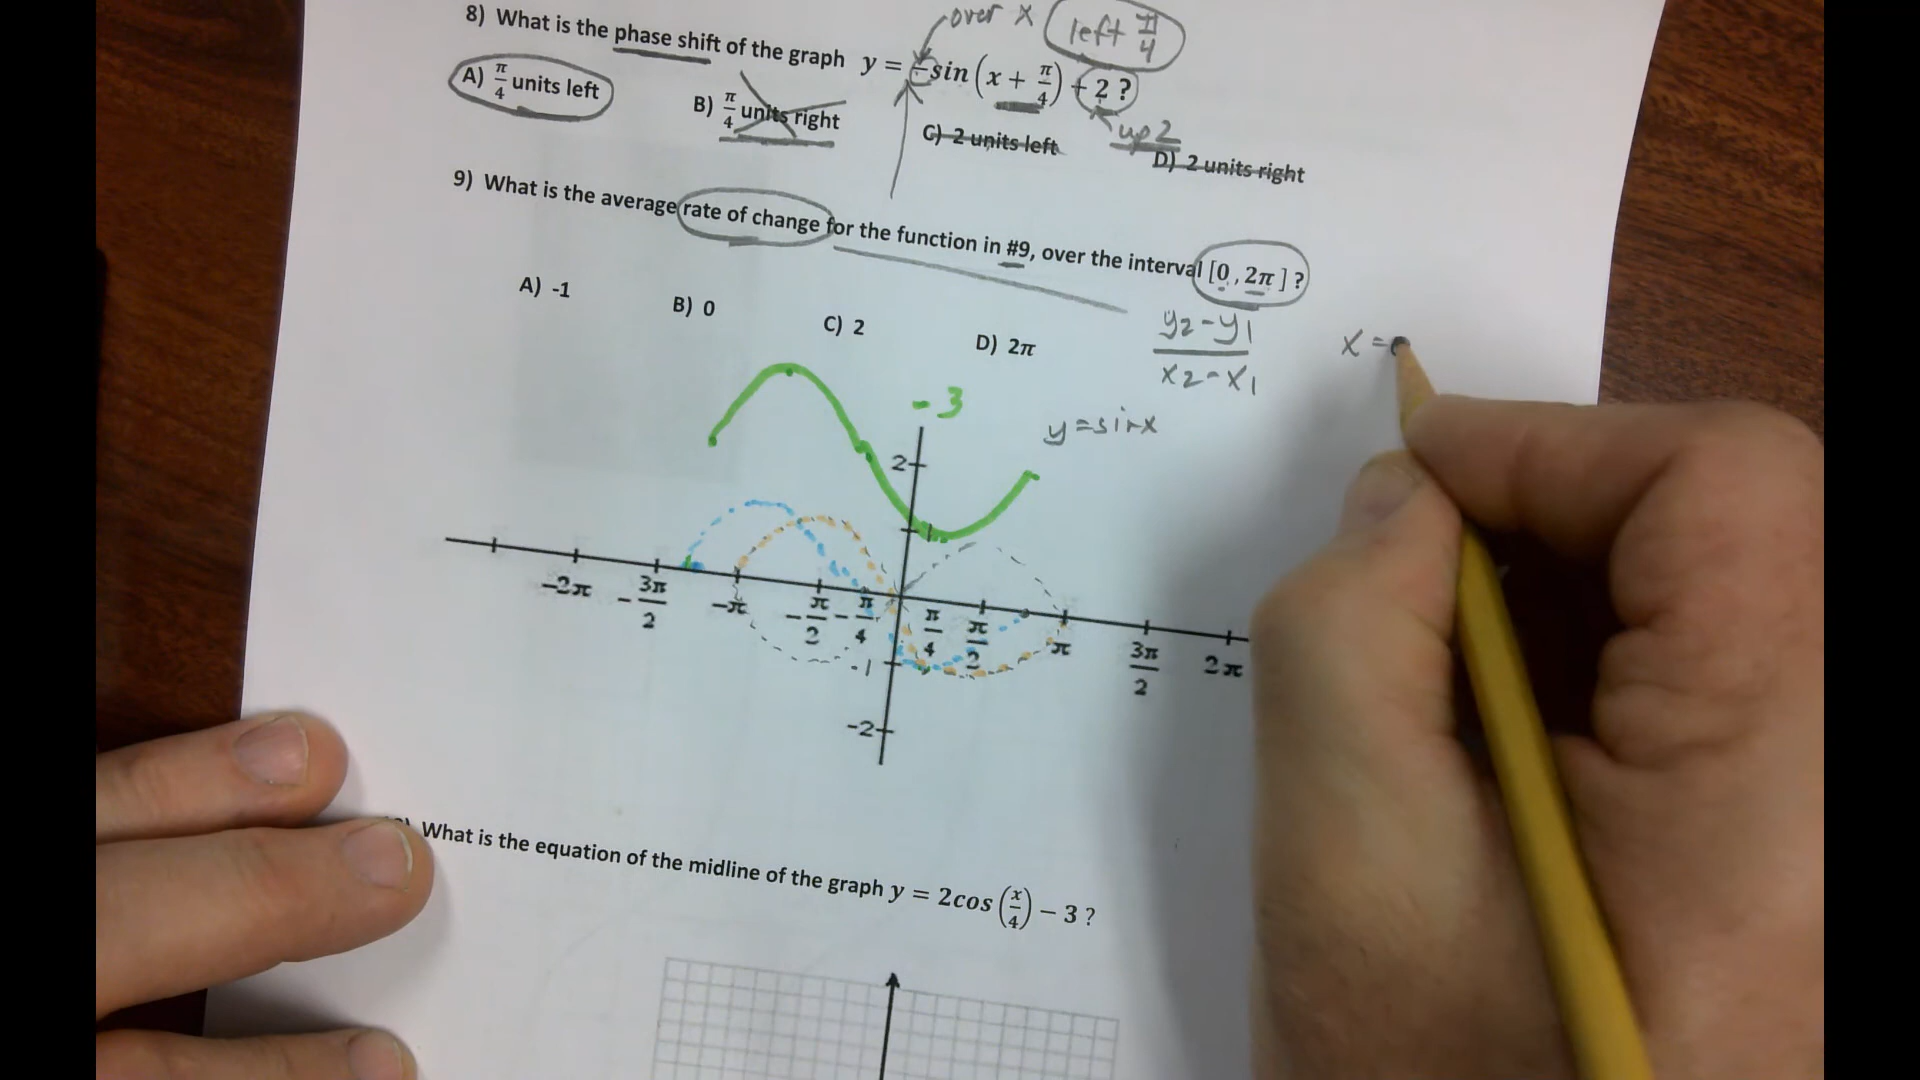 over x
left π/4
8) What is the phase shift of the graph y = −sin (x + π/4) + 2 ?
A) π/4 units left
B) π/4 units right
C) 2 units left
up 2
D) 2 units right
9) What is the average rate of change for the function in #9, over the interval [0, 2π ] ?
A) -1
B) 0
C) 2
D) 2π
y2-y1
x2-x1
x =
- 3
y=sinx
2
1
-2π
-3π/2
-π
-π/2
-π/4
π/4
π/2
π
3π/2
2π
-1
-2
What is the equation of the midline of the graph y = 2cos (x/4) − 3 ?